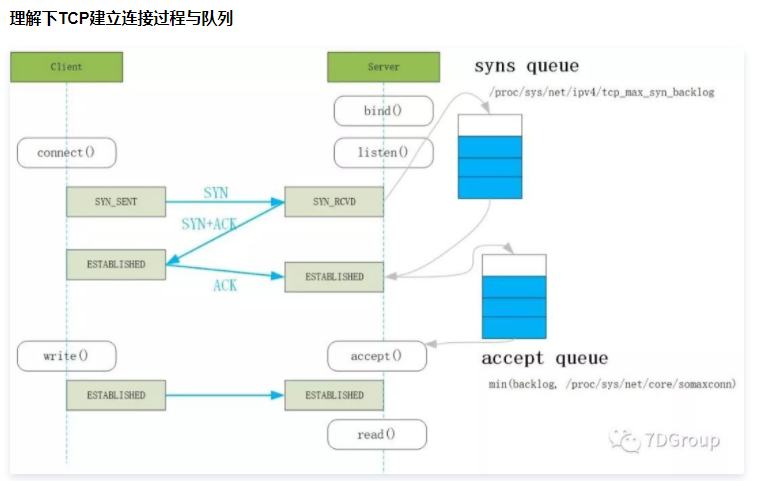 理解下TCP建立连接过程与队列
Client
Server
syns queue
/proc/sys/net/ipv4/tcp_max_syn_backlog
bind()
connect()
listen()
SYN_SENT
SYN
SYN_RCVD
SYN+ACK
ESTABLISHED
ACK
ESTABLISHED
write()
accept()
accept queue
min(backlog, /proc/sys/net/core/somaxconn)
ESTABLISHED
ESTABLISHED
read()
7DGroup